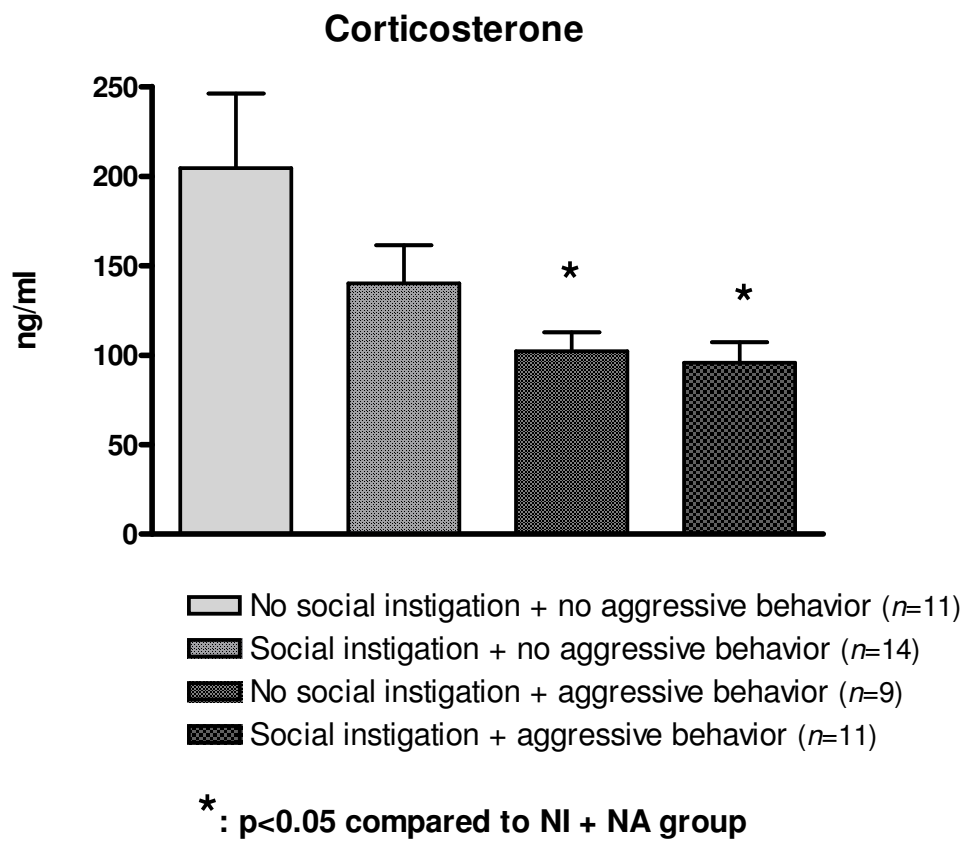 Corticosterone
250
200
150
100
50
0
ng/ml
*
*
No social instigation + no aggressive behavior (n=11)
Social instigation + no aggressive behavior (n=14)
No social instigation + aggressive behavior (n=9)
Social instigation + aggressive behavior (n=11)
*: p<0.05 compared to NI + NA group